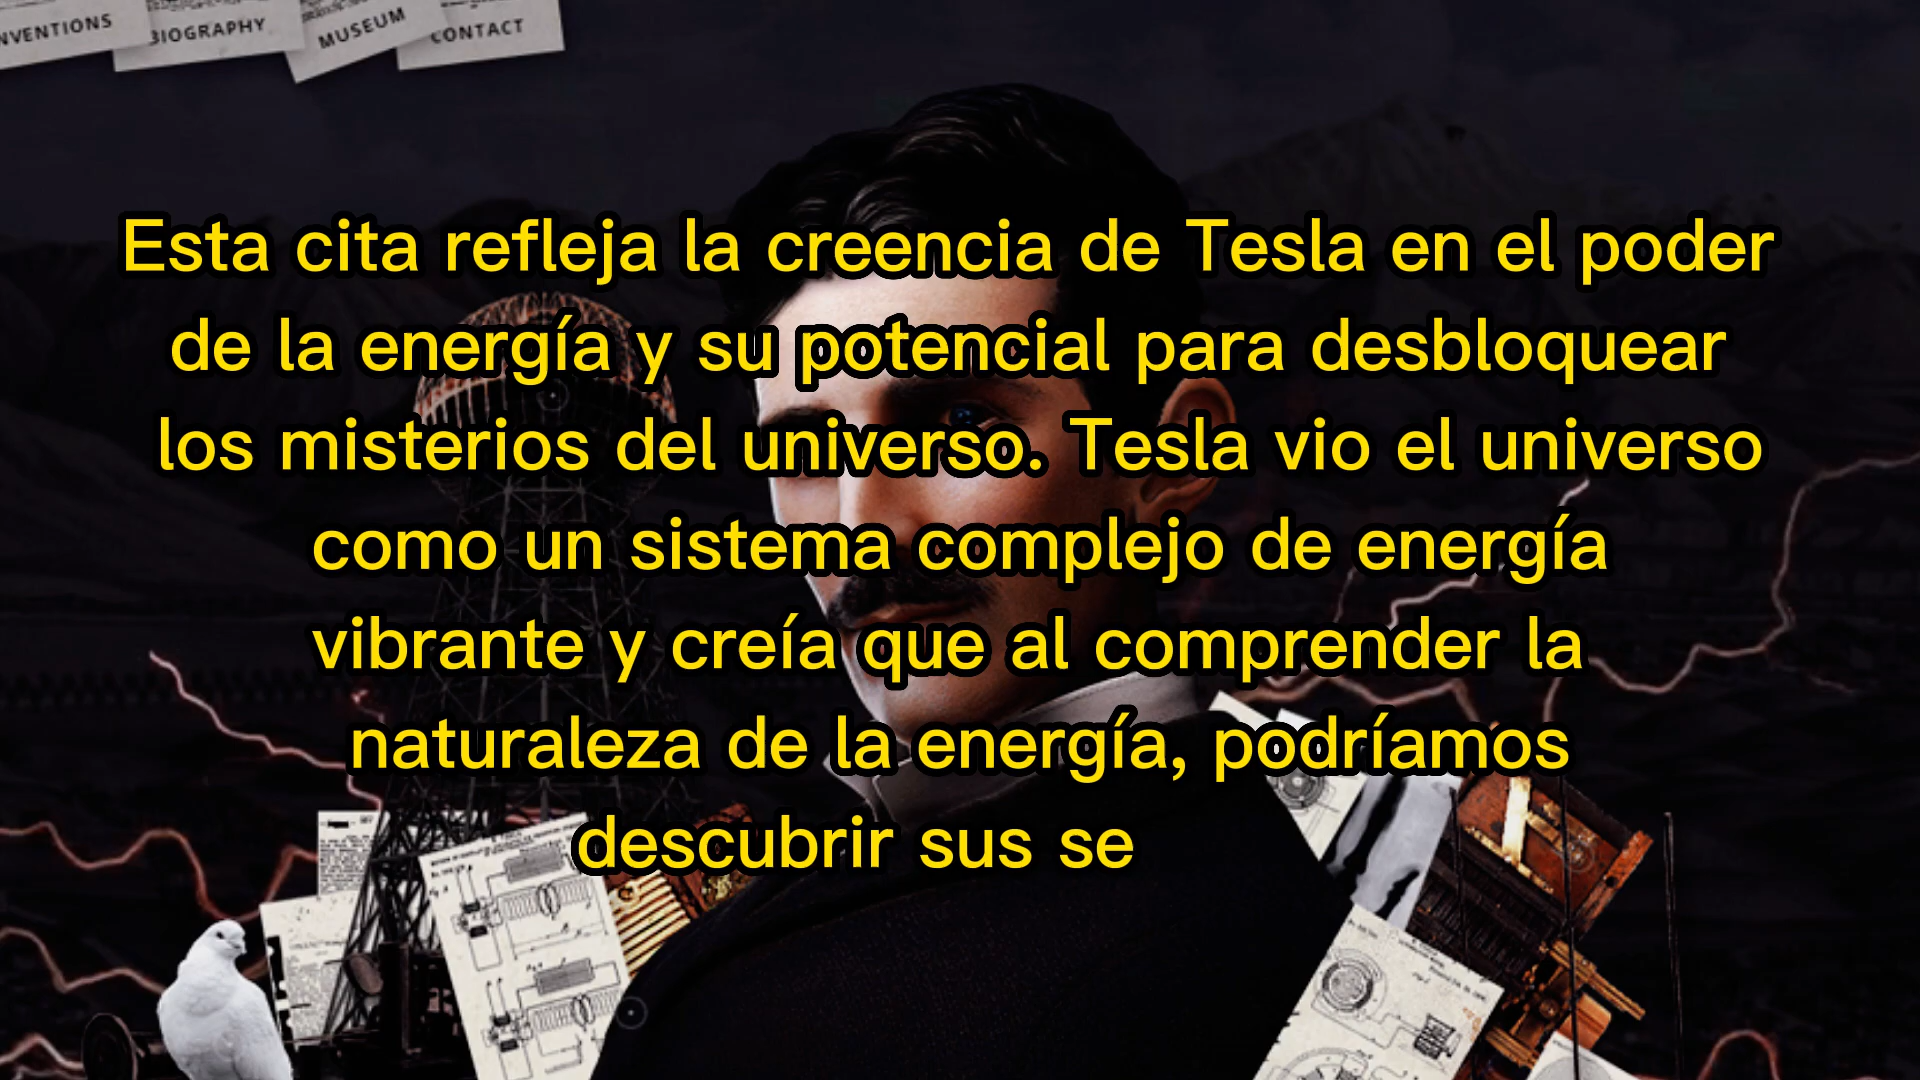 BIOGRAPHY
MUSEUM
CONTACT
Esta cita refleja la creencia de Tesla en el poder
de la energía y su potencial para desbloquear
los misterios del universo. Tesla vio el universo
como un sistema complejo de energía
vibrante y creía que al comprender la
naturaleza de la energía, podríamos
descubrir sus se